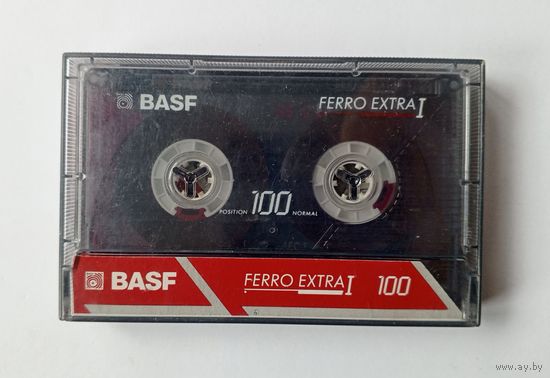 BASF FERRO EXTRA I
POSITION 100 NORMAL
BASF FERRO EXTRA I 100
www.ay.by